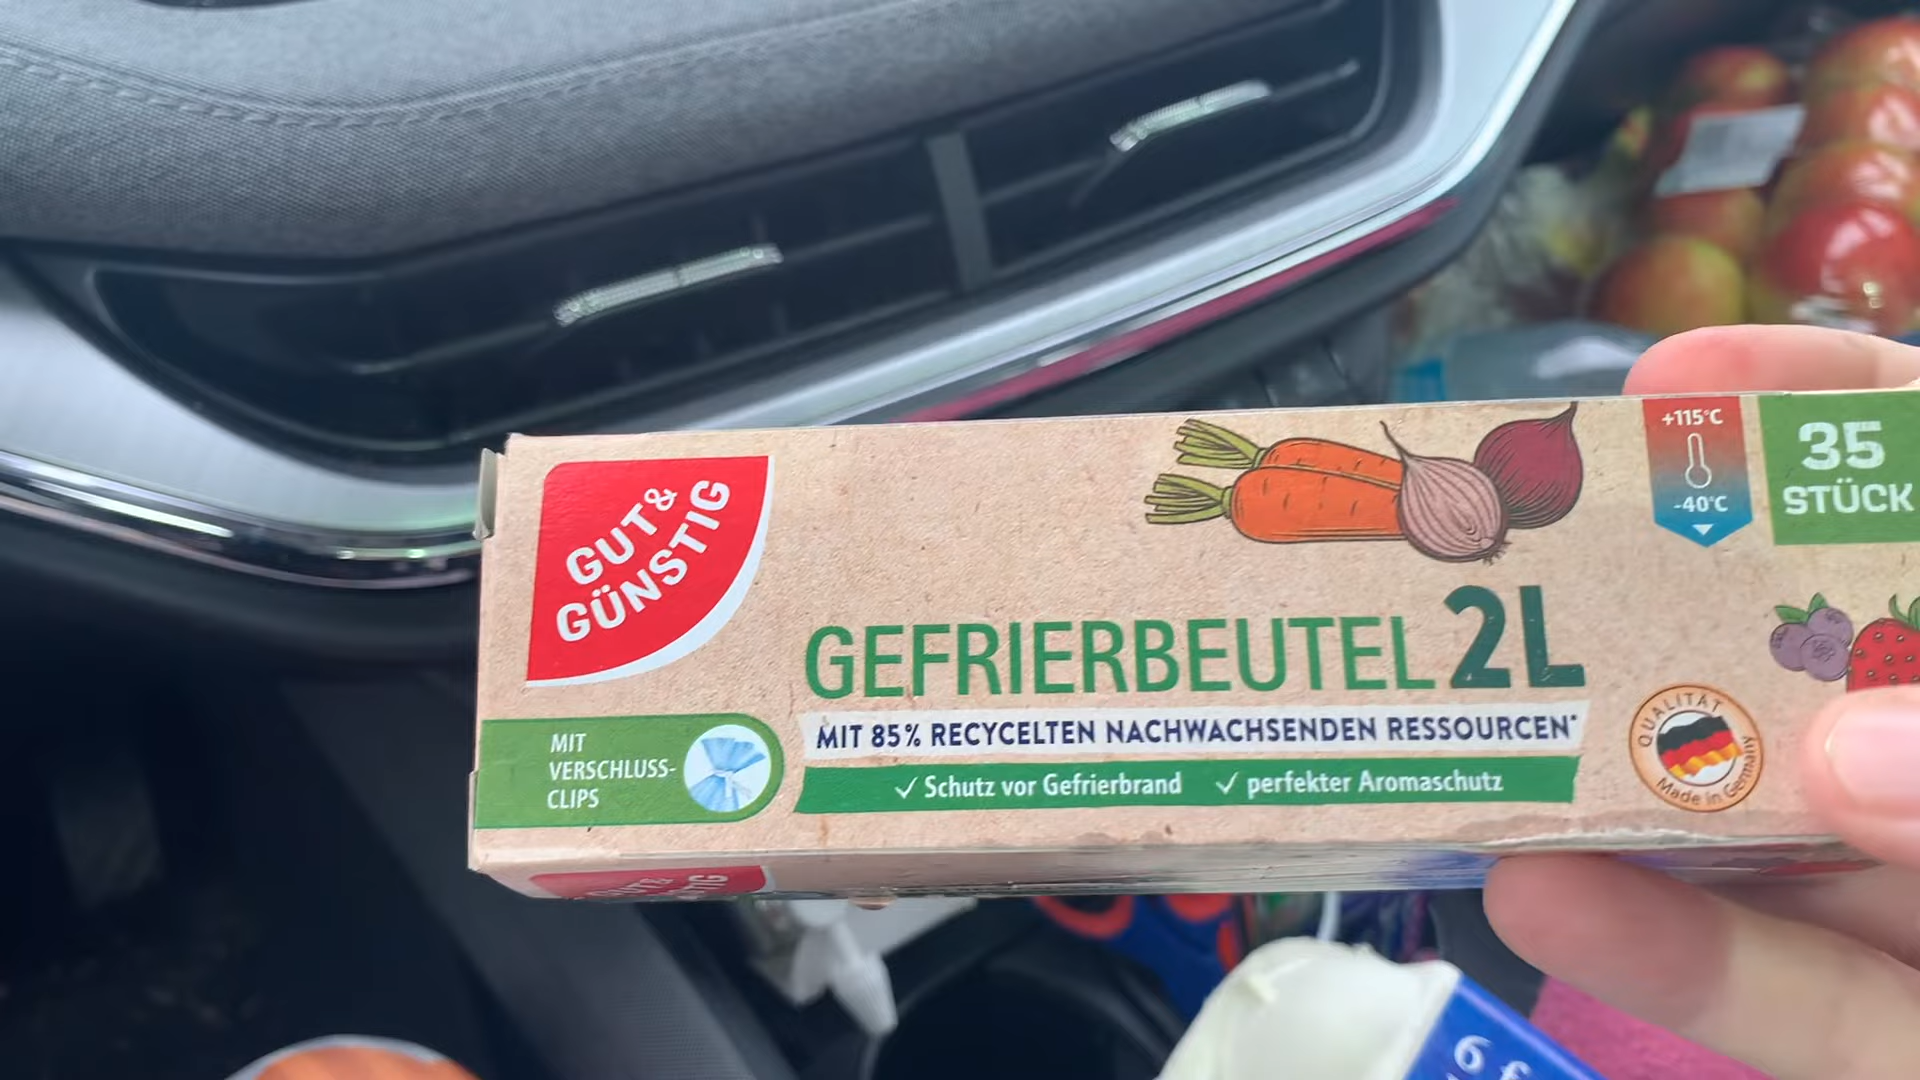 GUT&
GÜNSTIG
+115°C
-40°C
35
STÜCK
GEFRIERBEUTEL 2L
MIT 85% RECYCELTEN NACHWACHSENDEN RESSOURCEN*
✓ Schutz vor Gefrierbrand ✓ perfekter Aromaschutz
MIT
VERSCHLUSS-
CLIPS
QUALITÄT
Made in Germany
GUT&
6